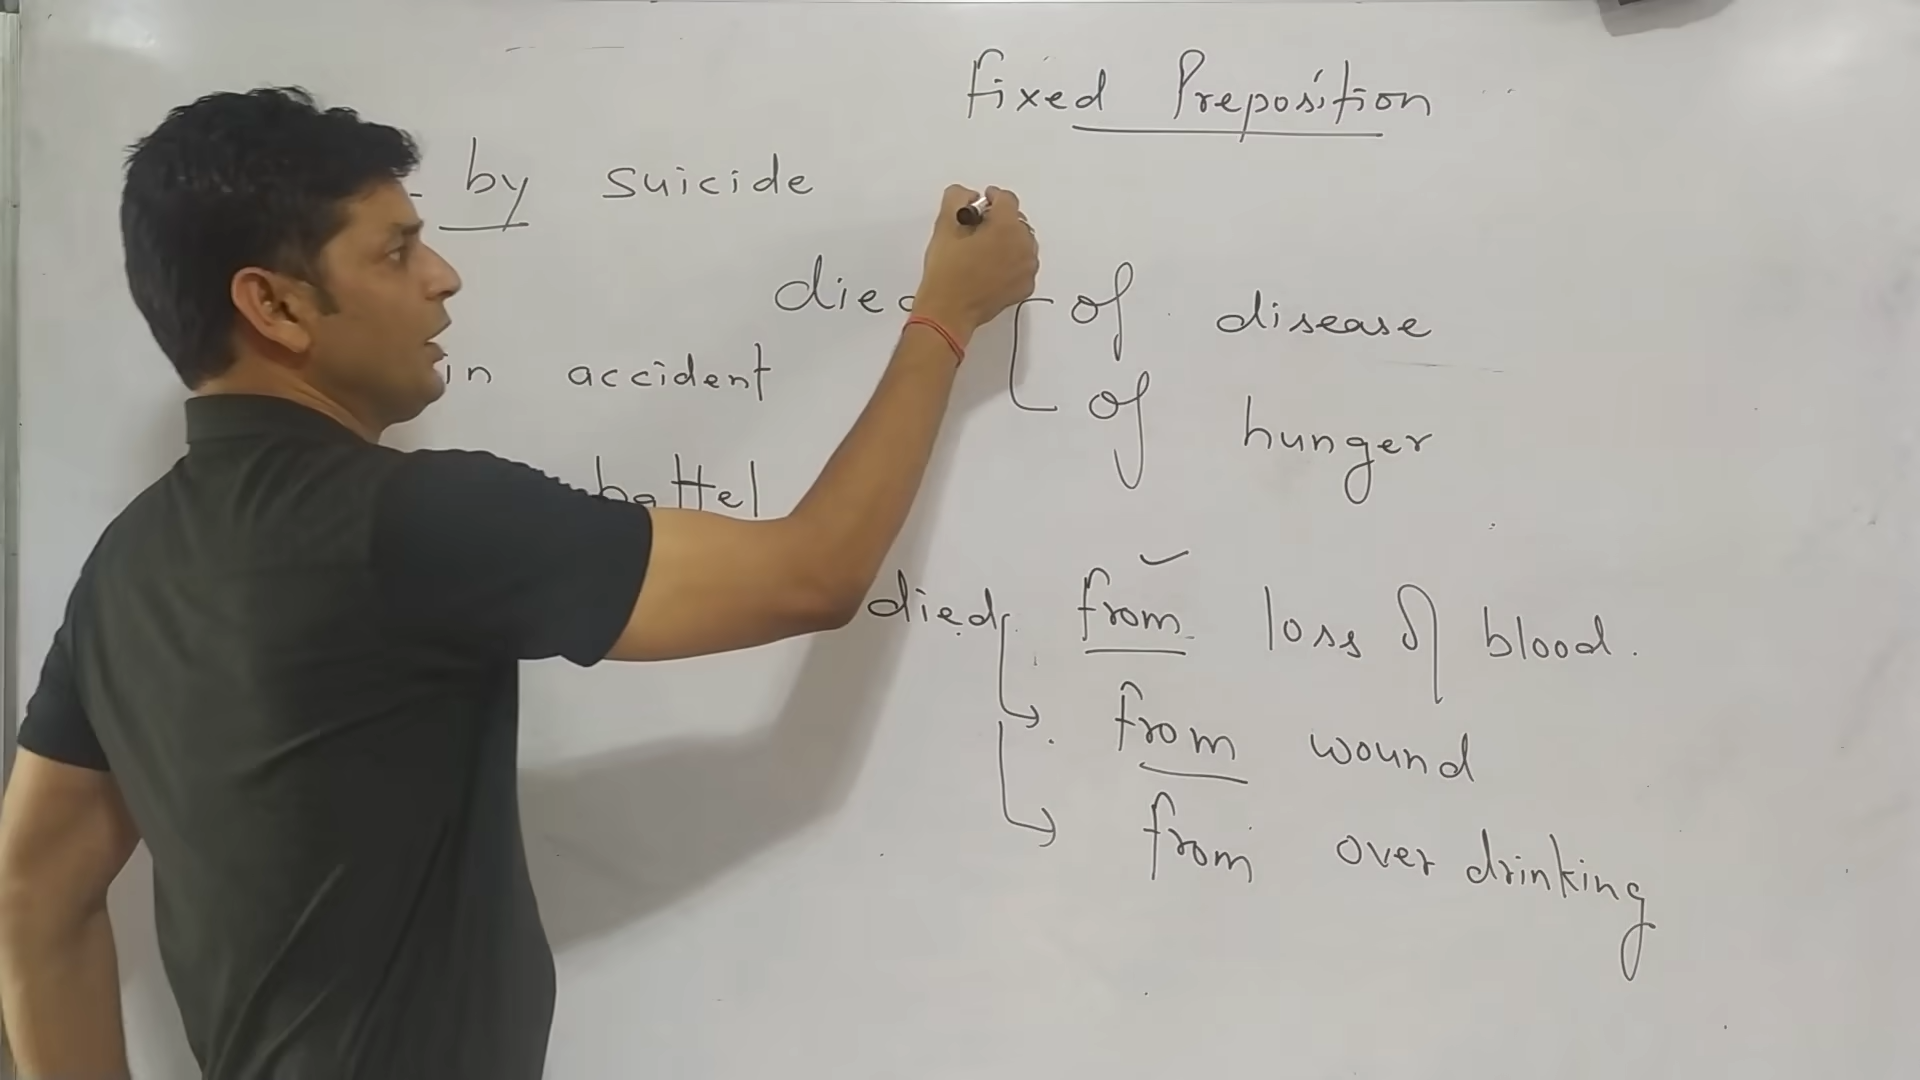 fixed Preposition
by suicide
died of disease
in accident
of hunger
battel
died from loss of blood.
from wound
from over drinking